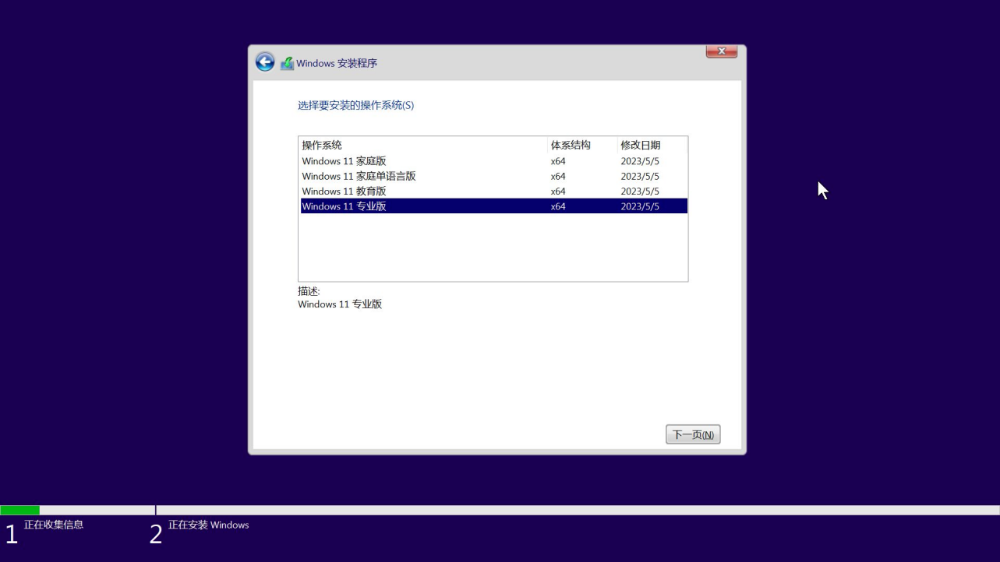 Windows 安装程序
选择要安装的操作系统(S)
操作系统 体系结构 修改日期
Windows 11 家庭版 x64 2023/5/5
Windows 11 家庭单语言版 x64 2023/5/5
Windows 11 教育版 x64 2023/5/5
Windows 11 专业版 x64 2023/5/5
描述:
Windows 11 专业版
下一页(N)
1 正在收集信息 2 正在安装 Windows